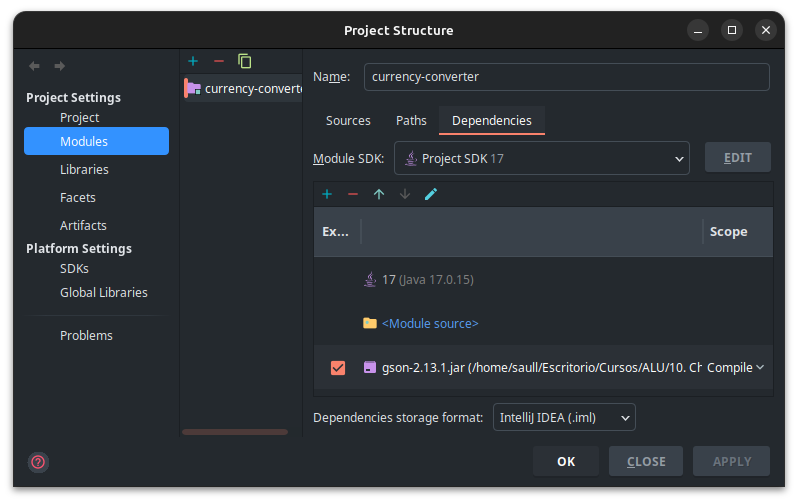 Project Structure
Project Settings
Project
Modules
Libraries
Facets
Artifacts
Platform Settings
SDKs
Global Libraries
Problems
currency-converte
Name:
currency-converter
Sources
Paths
Dependencies
Module SDK:
Project SDK 17
EDIT
Ex...
Scope
17 (Java 17.0.15)
<Module source>
gson-2.13.1.jar (/home/saull/Escritorio/Cursos/ALU/10. Ch
Compile
Dependencies storage format:
IntelliJ IDEA (.iml)
?
OK
CLOSE
APPLY